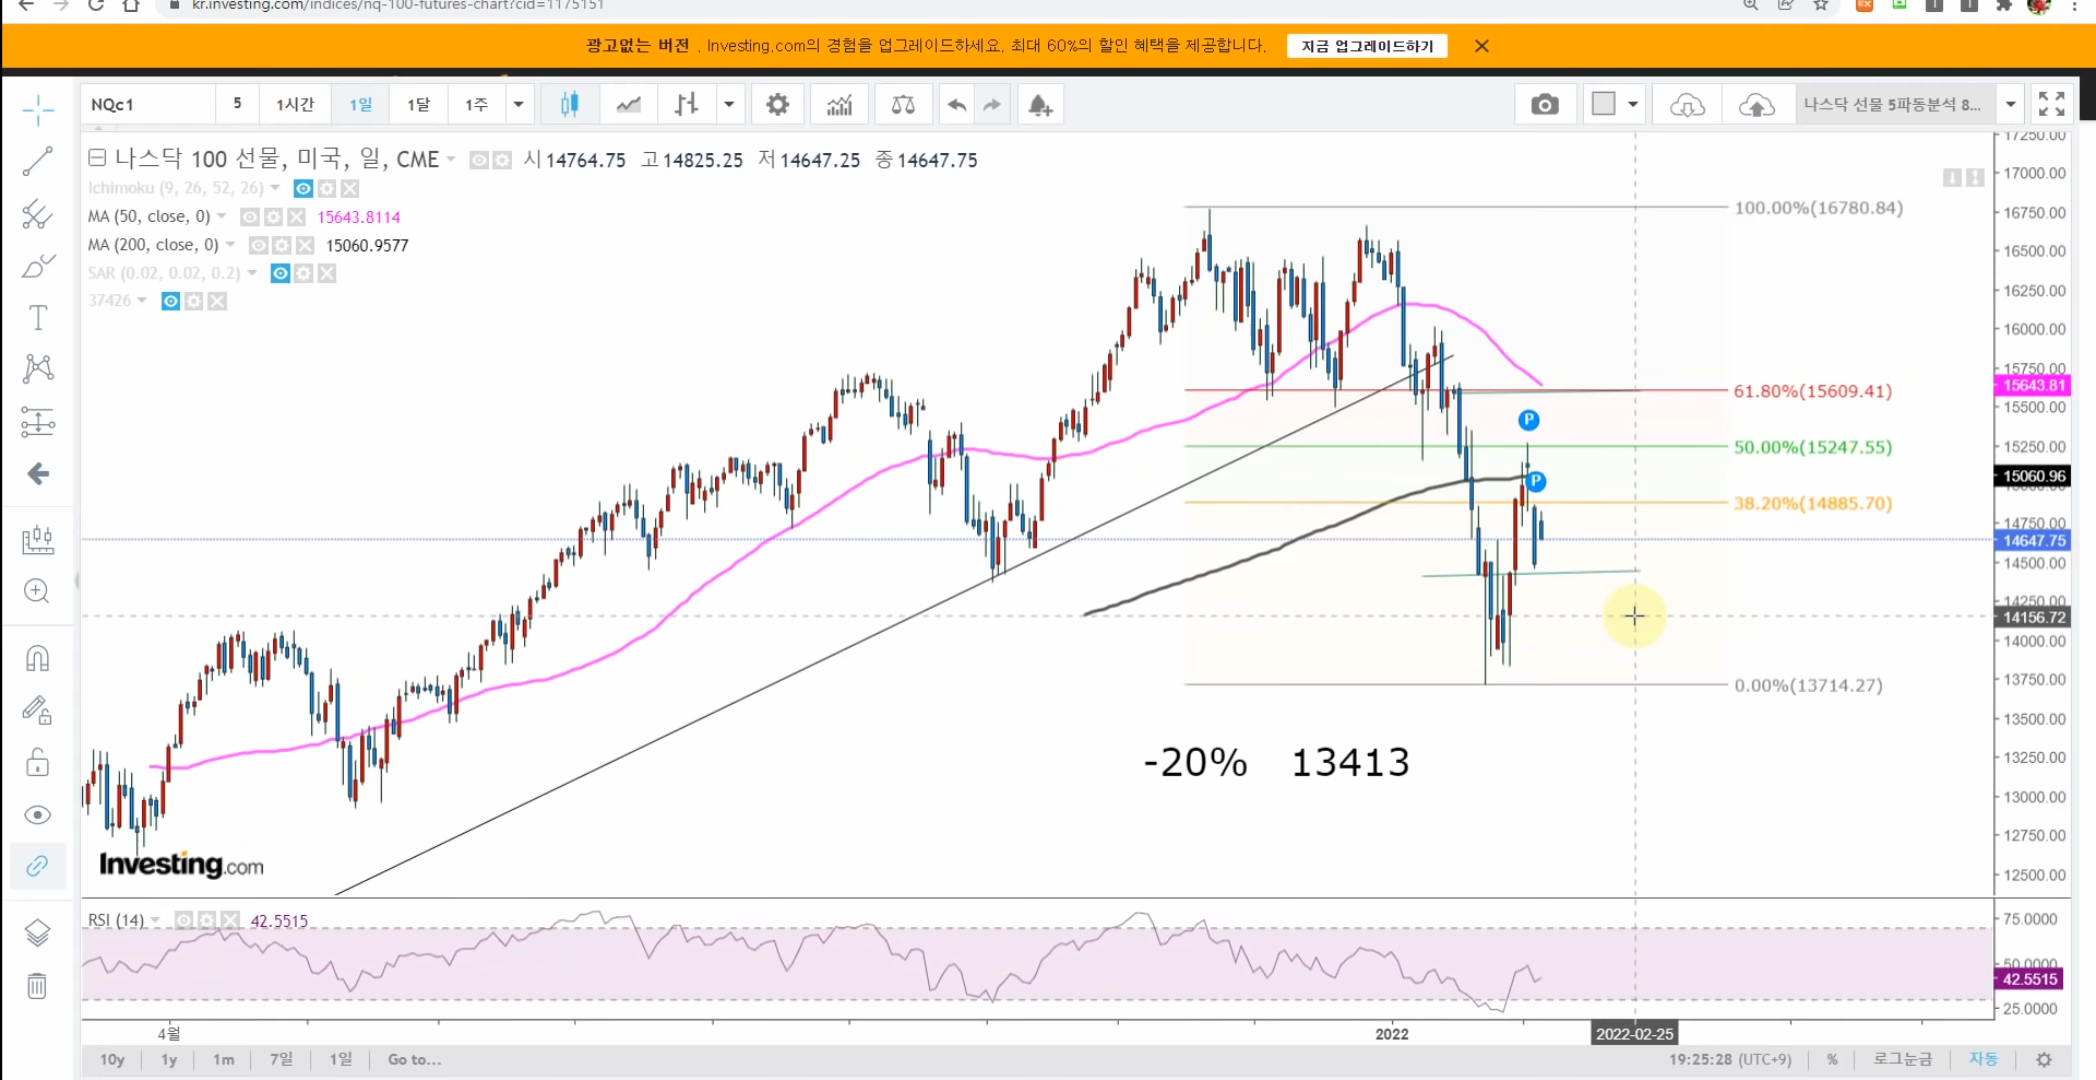 kr.investing.com/indices/nq-100-futures-chart?cid=1175151
광고없는 버전 . Investing.com의 경험을 업그레이드하세요. 최대 60%의 할인 혜택을 제공합니다. 지금 업그레이드하기
NQc1 5 1시간 1일 1달 1주 나스닥 선물 5파동분석 8...
나스닥 100 선물, 미국, 일, CME 시 14764.75 고 14825.25 저 14647.25 종 14647.75
Ichimoku (9, 26, 52, 26)
MA (50, close, 0) 15643.8114
MA (200, close, 0) 15060.9577
SAR (0.02, 0.02, 0.2)
37426
100.00%(16780.84)
61.80%(15609.41)
P
50.00%(15247.55)
P
38.20%(14885.70)
0.00%(13714.27)
-20% 13413
17250.00
17000.00
16750.00
16500.00
16250.00
16000.00
15750.00
15643.81
15500.00
15250.00
15060.96
15000.00
14750.00
14647.75
14500.00
14250.00
14156.72
14000.00
13750.00
13500.00
13250.00
13000.00
12750.00
12500.00
Investing.com
RSI (14) 42.5515
75.0000
50.0000
42.5515
25.0000
4월 2022 2022-02-25
10y 1y 1m 7일 1일 Go to... 19:25:28 (UTC+9) % 로그눈금 자동